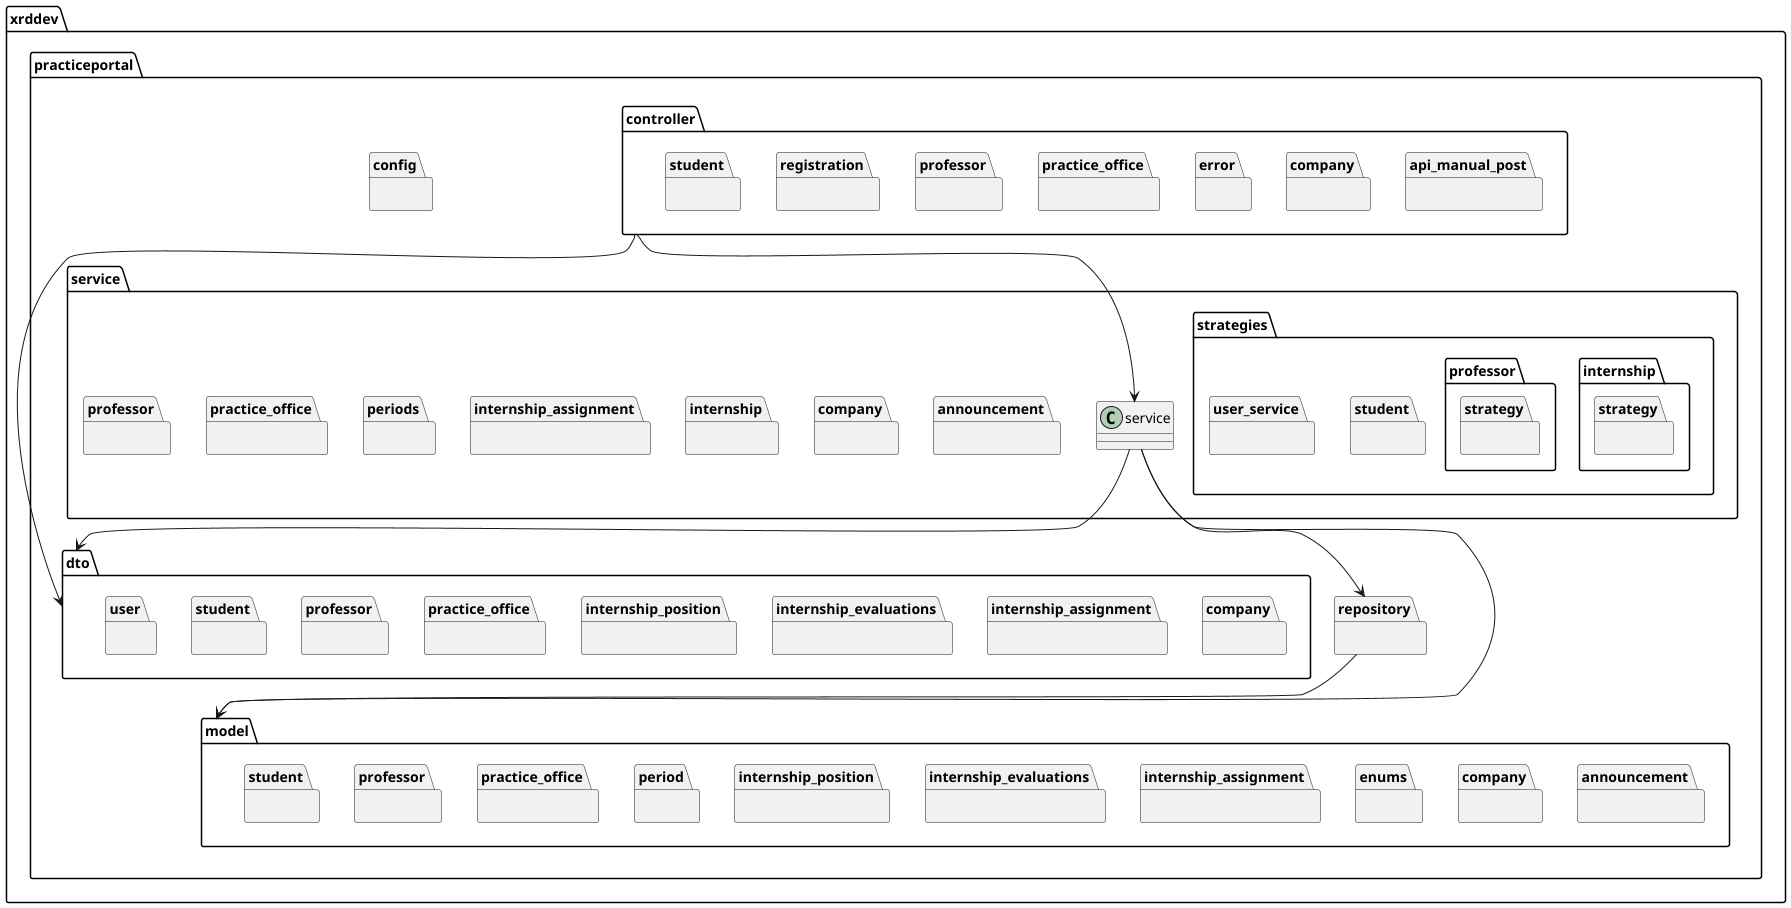 xrddev
practiceportal
controller
config
student
registration
professor
practice_office
error
company
api_manual_post
service
strategies
professor
internship
professor
practice_office
periods
internship_assignment
internship
company
announcement
C service
user_service
student
strategy
strategy
dto
user
student
professor
practice_office
internship_position
internship_evaluations
internship_assignment
company
repository
model
student
professor
practice_office
period
internship_position
internship_evaluations
internship_assignment
enums
company
announcement